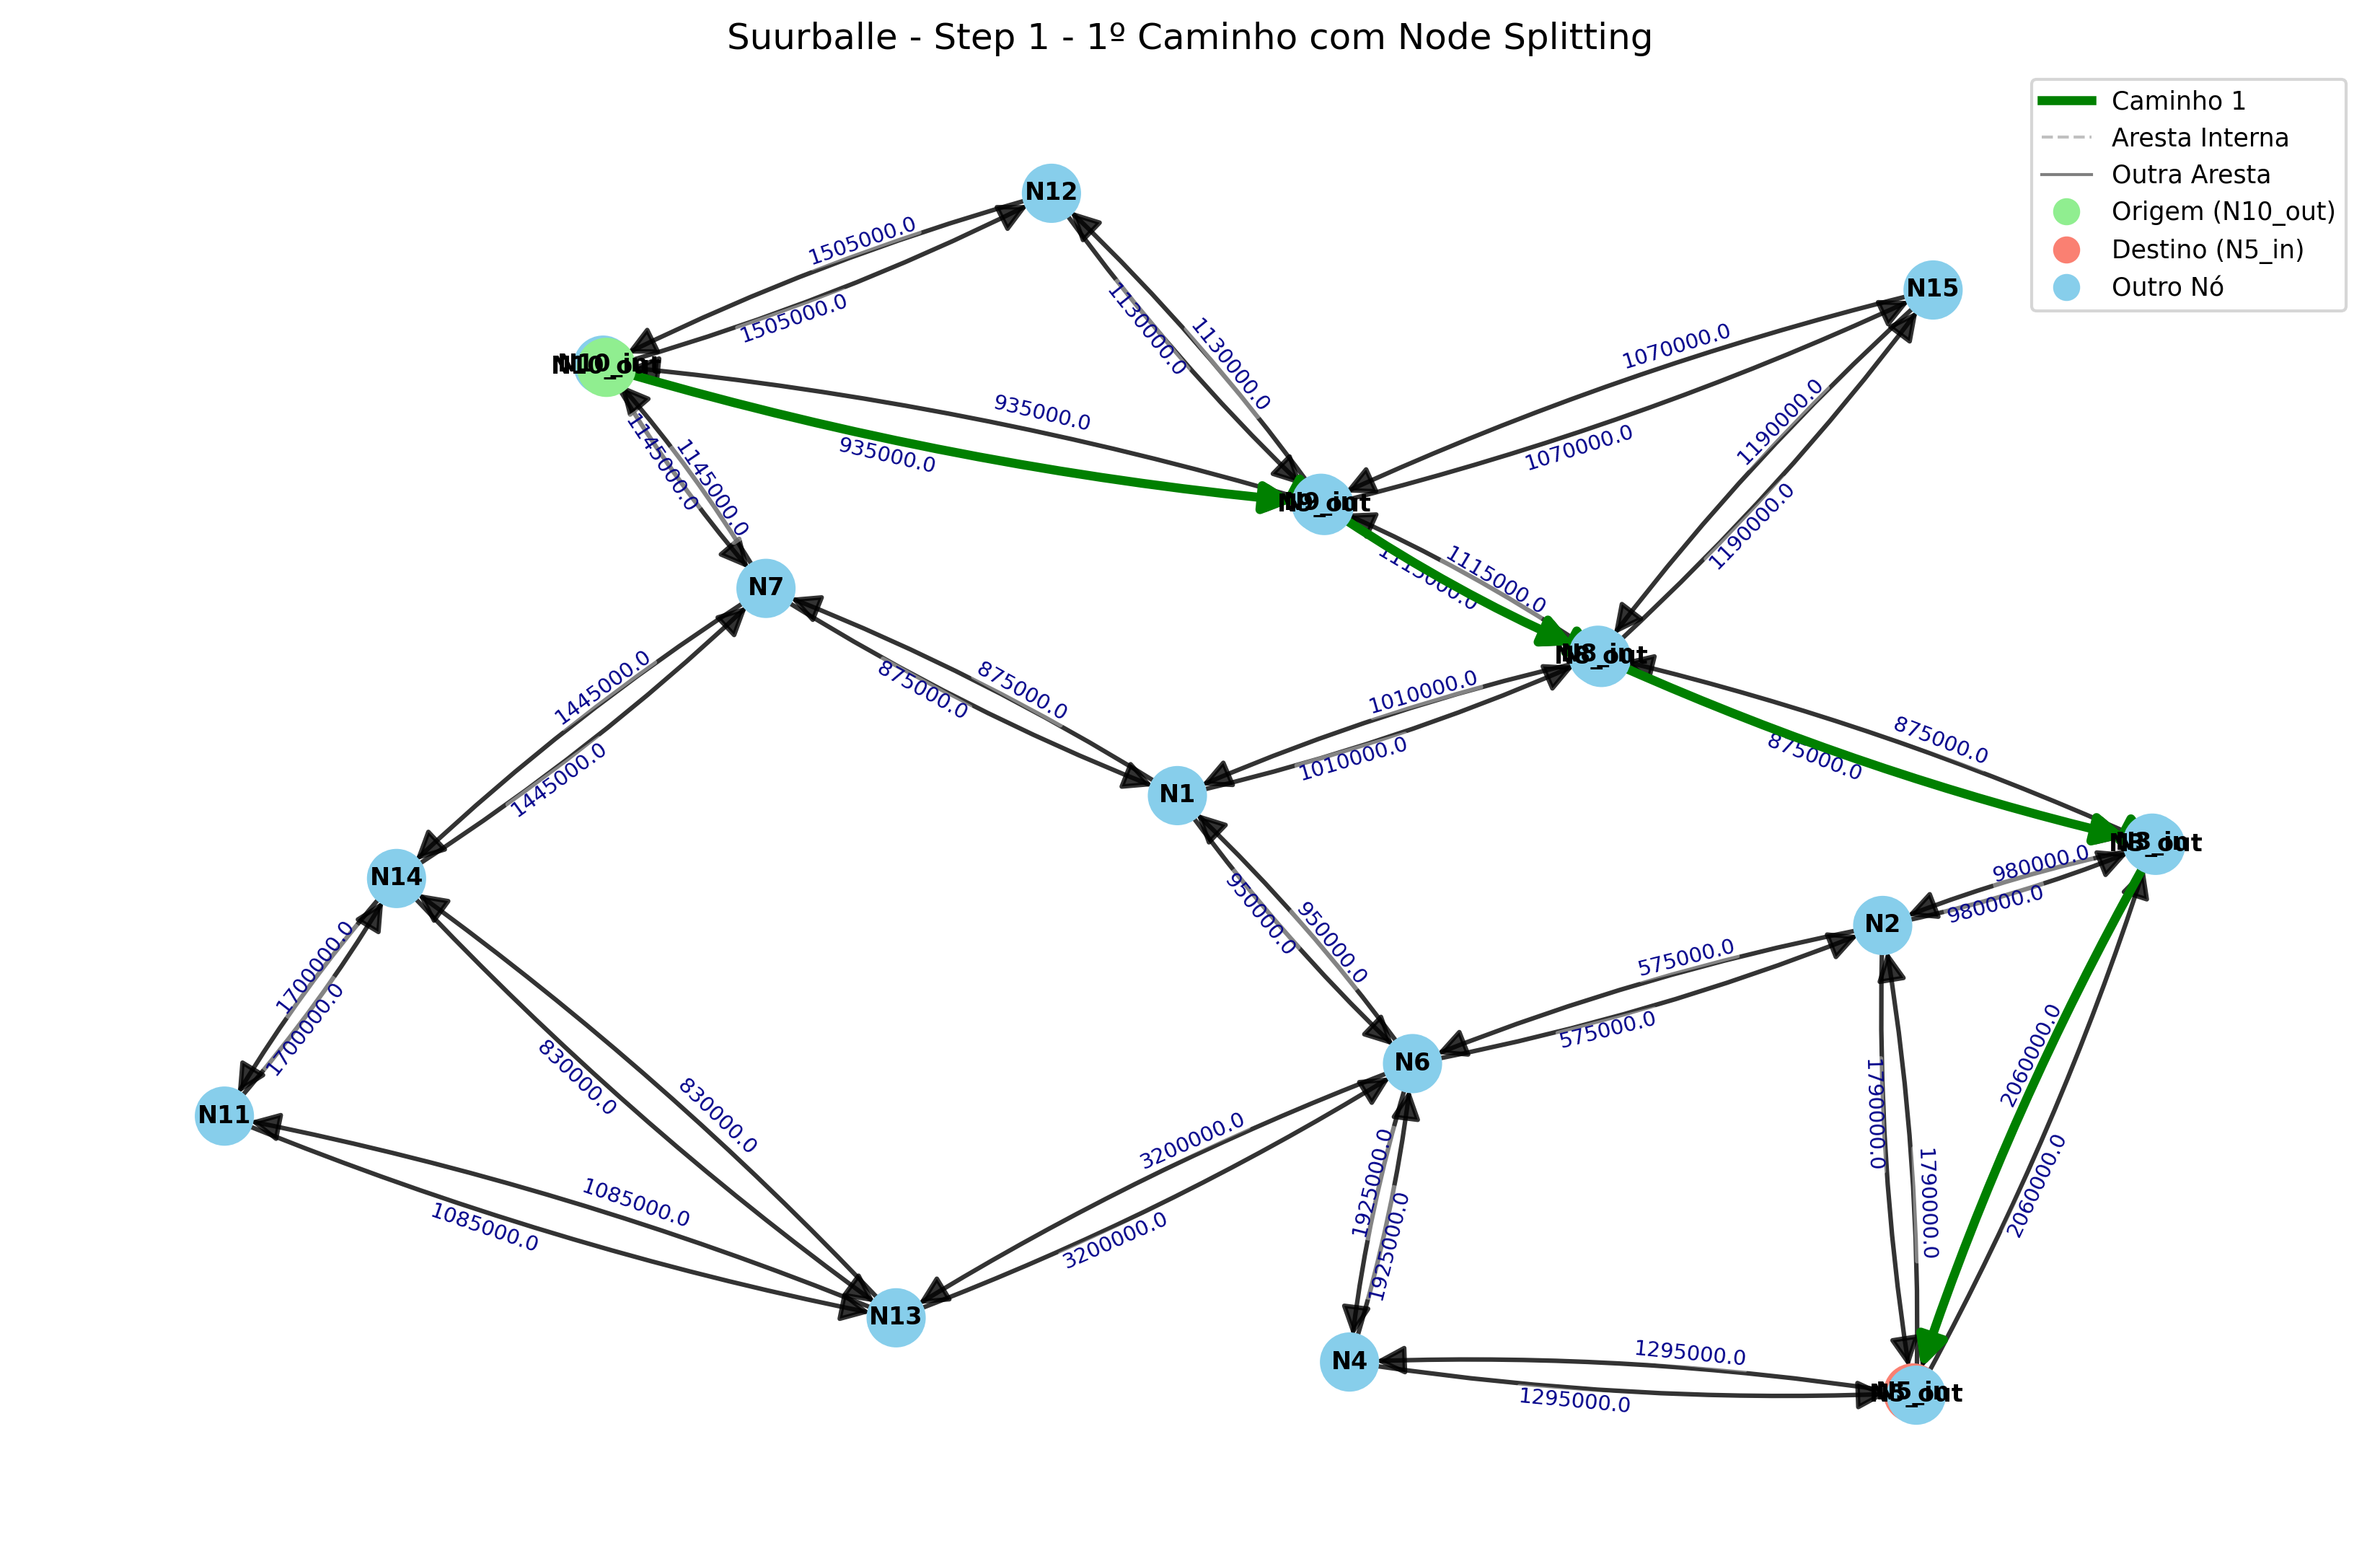 Suurballe - Step 1 - 1º Caminho com Node Splitting
Caminho 1
Aresta Interna
Outra Aresta
Origem (N10_out)
Destino (N5_in)
Outro Nó
N12
1505000.0
1505000.0
1130000.0
1130000.0
N15
1070000.0
1070000.0
1190000.0
1190000.0
N10_in
N10_out
935000.0
935000.0
1145000.0
1145000.0
N9_in
N9_out
1115000.0
1115000.0
N7
N8_in
N8_out
875000.0
875000.0
1010000.0
1010000.0
1445000.0
1445000.0
875000.0
875000.0
N1
N3_in
N3_out
980000.0
980000.0
N14
N2
950000.0
950000.0
575000.0
575000.0
1700000.0
1700000.0
830000.0
830000.0
2060000.0
2060000.0
N6
N11
1790000.0
1790000.0
3200000.0
3200000.0
1925000.0
1925000.0
1085000.0
1085000.0
N13
N4
1295000.0
1295000.0
N5_in
N5_out